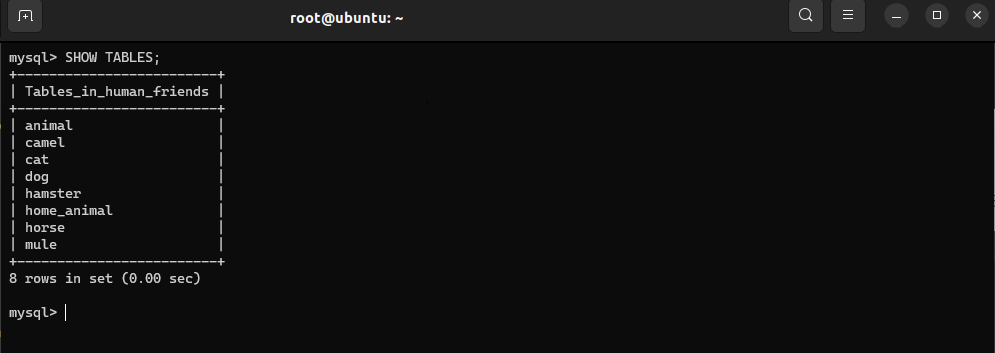 root@ubuntu: ~
mysql> SHOW TABLES;
+-------------------------+
| Tables_in_human_friends |
+-------------------------+
| animal                  |
| camel                   |
| cat                     |
| dog                     |
| hamster                 |
| home_animal             |
| horse                   |
| mule                    |
+-------------------------+
8 rows in set (0.00 sec)
mysql>